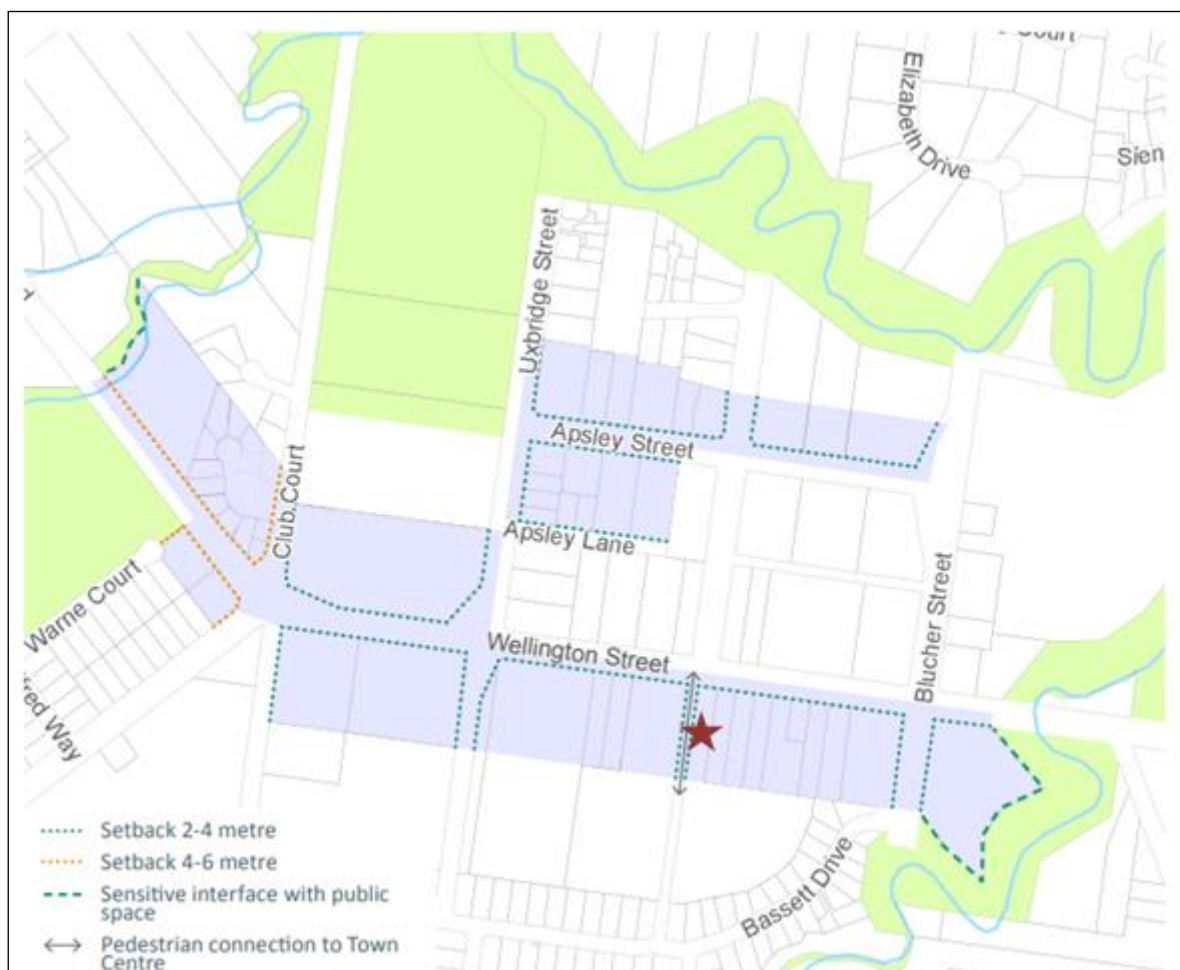 Court
Elizabeth Drive
Sien
Uxbridge Street
Apsley Street
Club Court
Apsley Lane
Warne Court
Wellington Street
Blucher Street
red Way
Bassett Drive
Setback 2-4 metre
Setback 4-6 metre
Sensitive interface with public
space
Pedestrian connection to Town
Centre